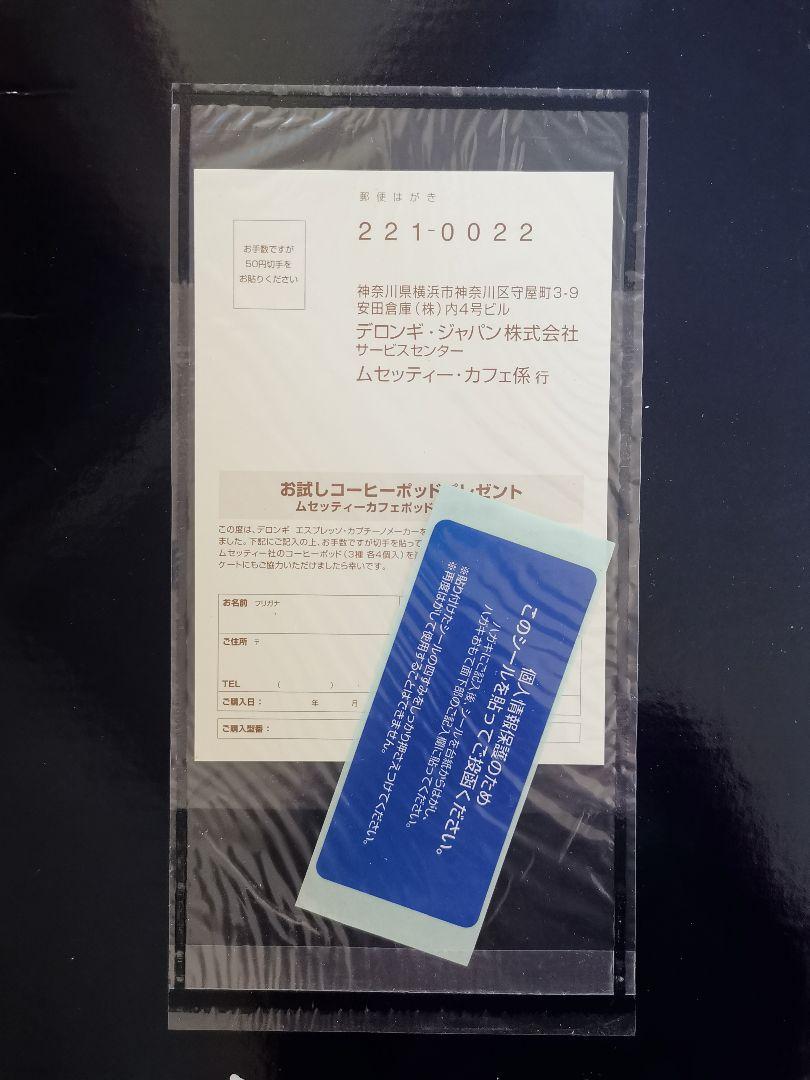 郵便はがき
221-0022
お手数ですが
50円切手を
お貼りください
神奈川県横浜市神奈川区守屋町3-9
安田倉庫(株)内4号ビル
デロンギ・ジャパン株式会社
サービスセンター
ムセッティー・カフェ係 行
お試しコーヒーポッドプレゼント
ムセッティーカフェポッド
この度は、デロンギ エスプレッソ・カプチーノメーカーを
ました。下記にご記入の上、お手数ですが切手を貼って
ムセッティー社のコーヒーポッド(3種 各4個入)を
ケートにもご協力いただけましたら幸いです。
お名前 フリガナ
ご住所 〒
TEL ( )
ご購入日: 年 月
ご購入型番:
個人情報保護のため
このシールを貼ってご投函ください。
ハガキにご記入後、シールを台紙からはがし、
ハガキおもて面下部のご記入欄に貼ってください。
※貼り付けたシールの四すみをしっかり押さえつけてください。
※再度はがして使用することはできません。